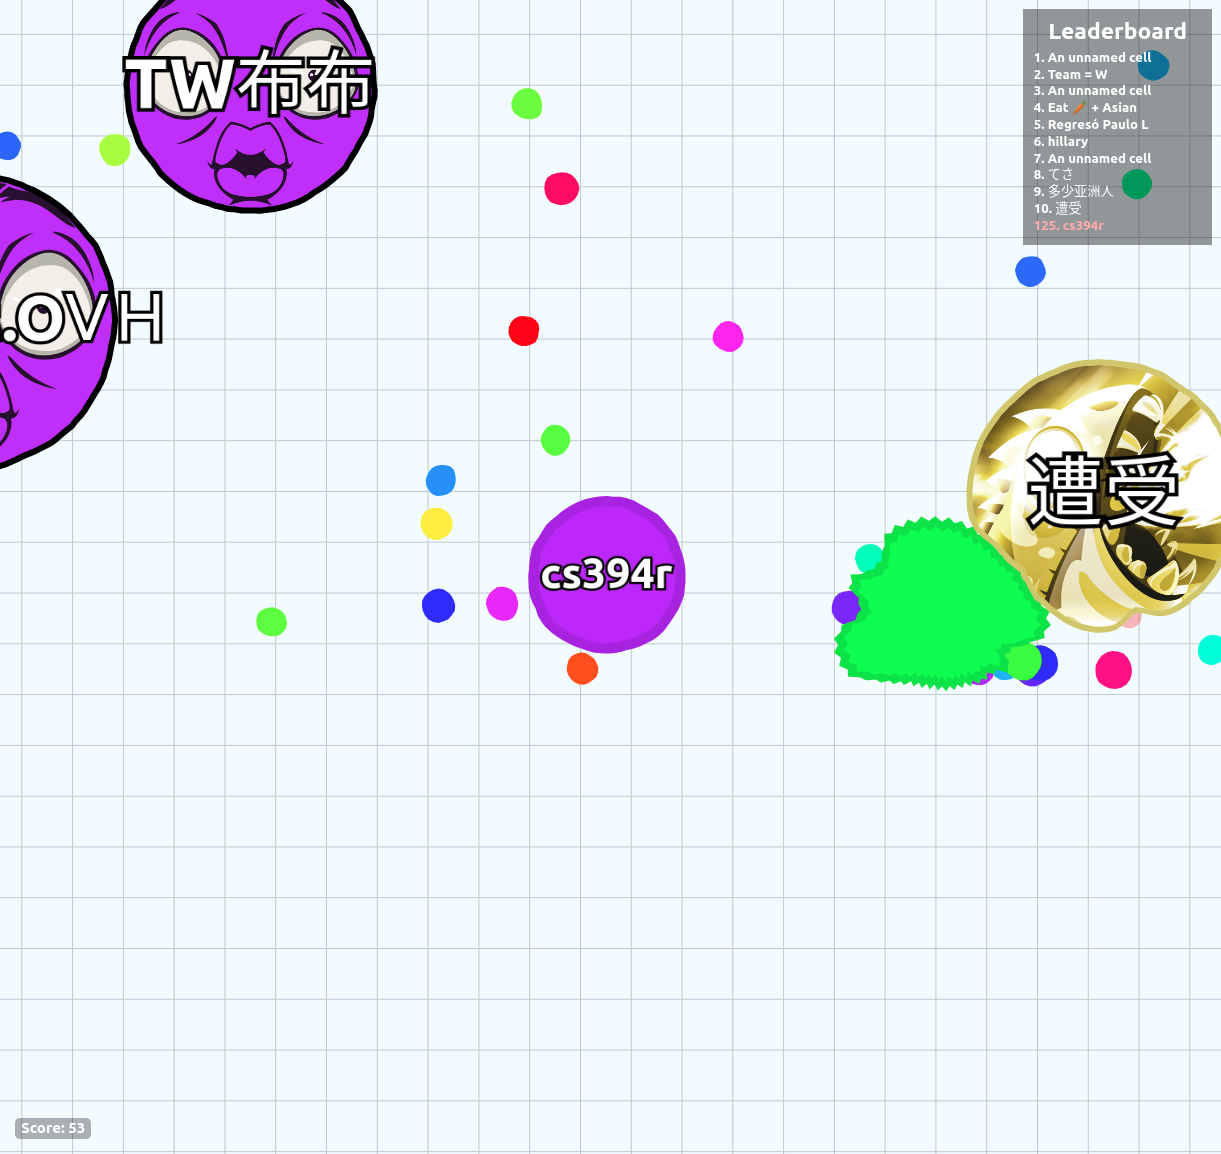 TW布布
Leaderboard
1. An unnamed cell
2. Team = W
3. An unnamed cell
4. Eat 🥕 + Asian
5. Regresó Paulo L
6. hillary
7. An unnamed cell
8. てさ
9. 多少亚洲人
10. 遭受
125. cs394r
.OVH
遭受
cs394r
Score: 53